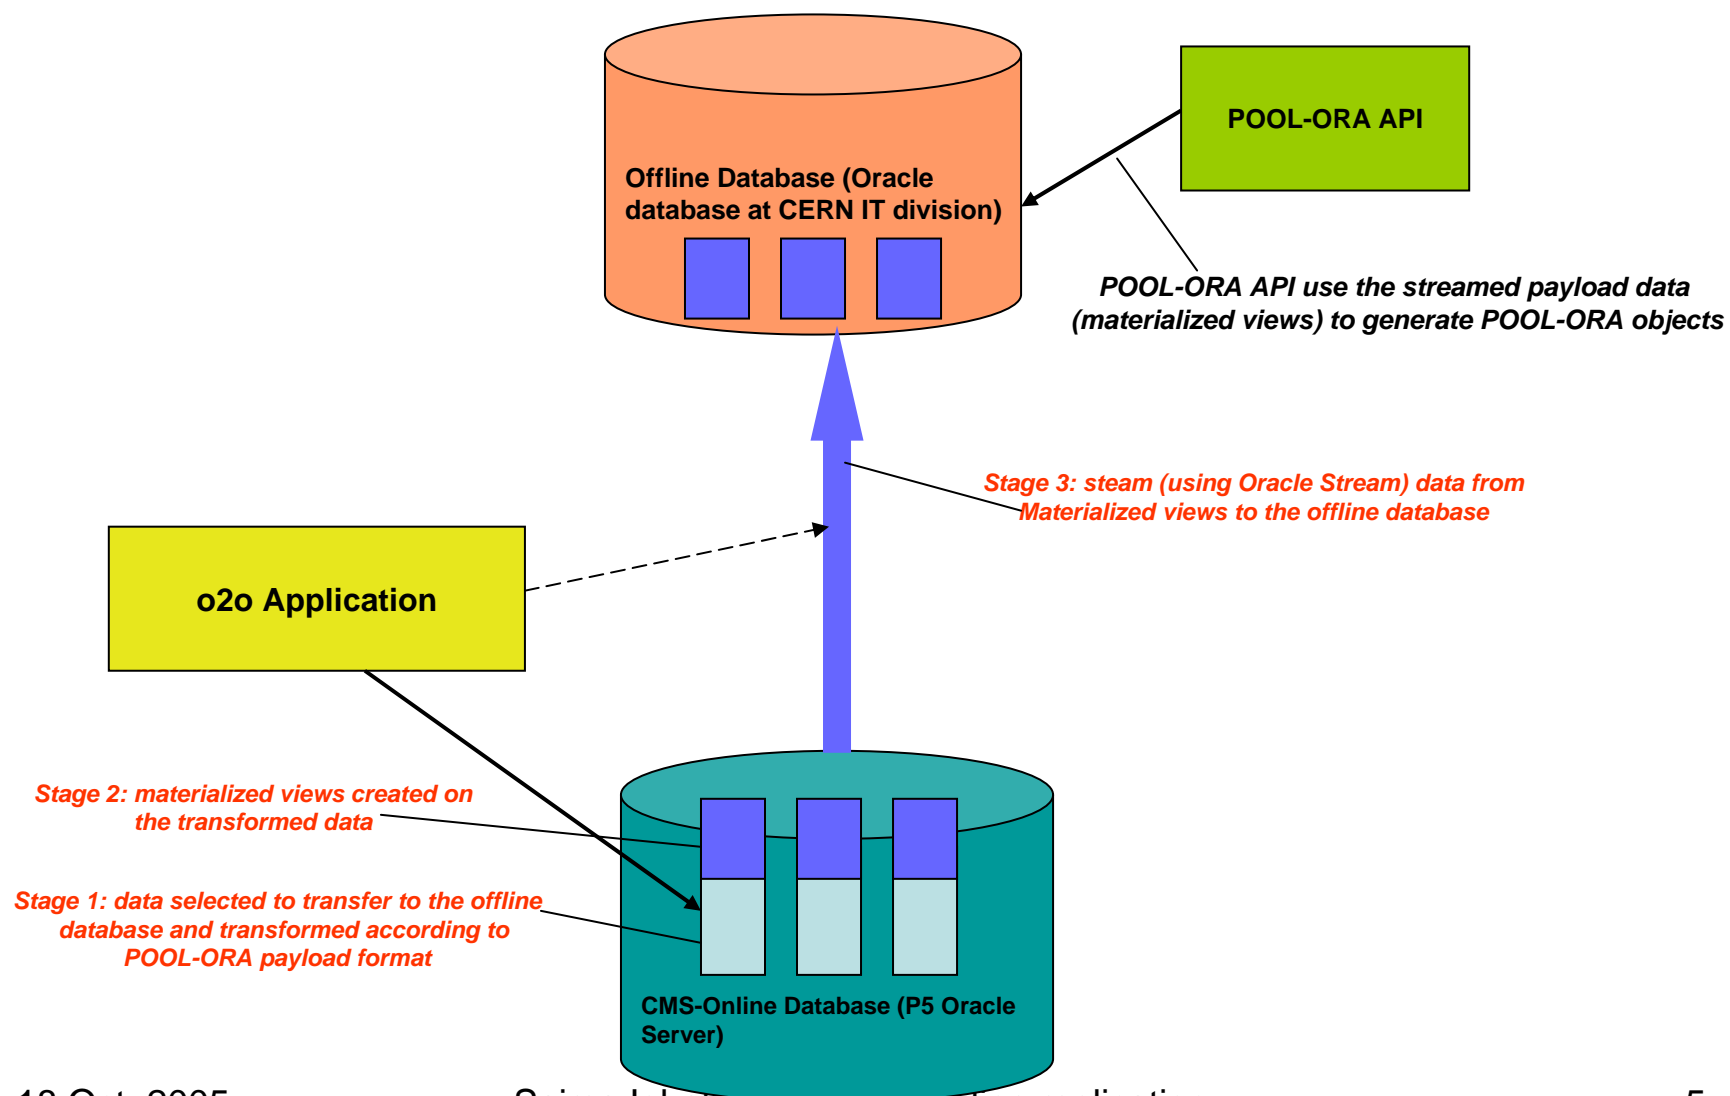 POOL-ORA API
Offline Database (Oracle
database at CERN IT division)
POOL-ORA API use the streamed payload data
(materialized views) to generate POOL-ORA objects
Stage 3: steam (using Oracle Stream) data from
Materialized views to the offline database
o2o Application
Stage 2: materialized views created on
the transformed data
Stage 1: data selected to transfer to the offline
database and transformed according to
POOL-ORA payload format
CMS-Online Database (P5 Oracle
Server)
2005
5